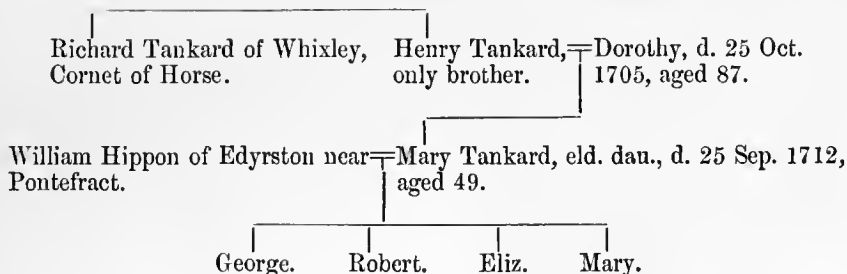 Richard Tankard of Whixley,
Cornet of Horse.
Henry Tankard,
only brother.
Dorothy, d. 25 Oct.
1705, aged 87.
William Hippon of Edyrston near
Pontefract.
Mary Tankard, eld. dau., d. 25 Sep. 1712,
aged 49.
George. Robert. Eliz. Mary.